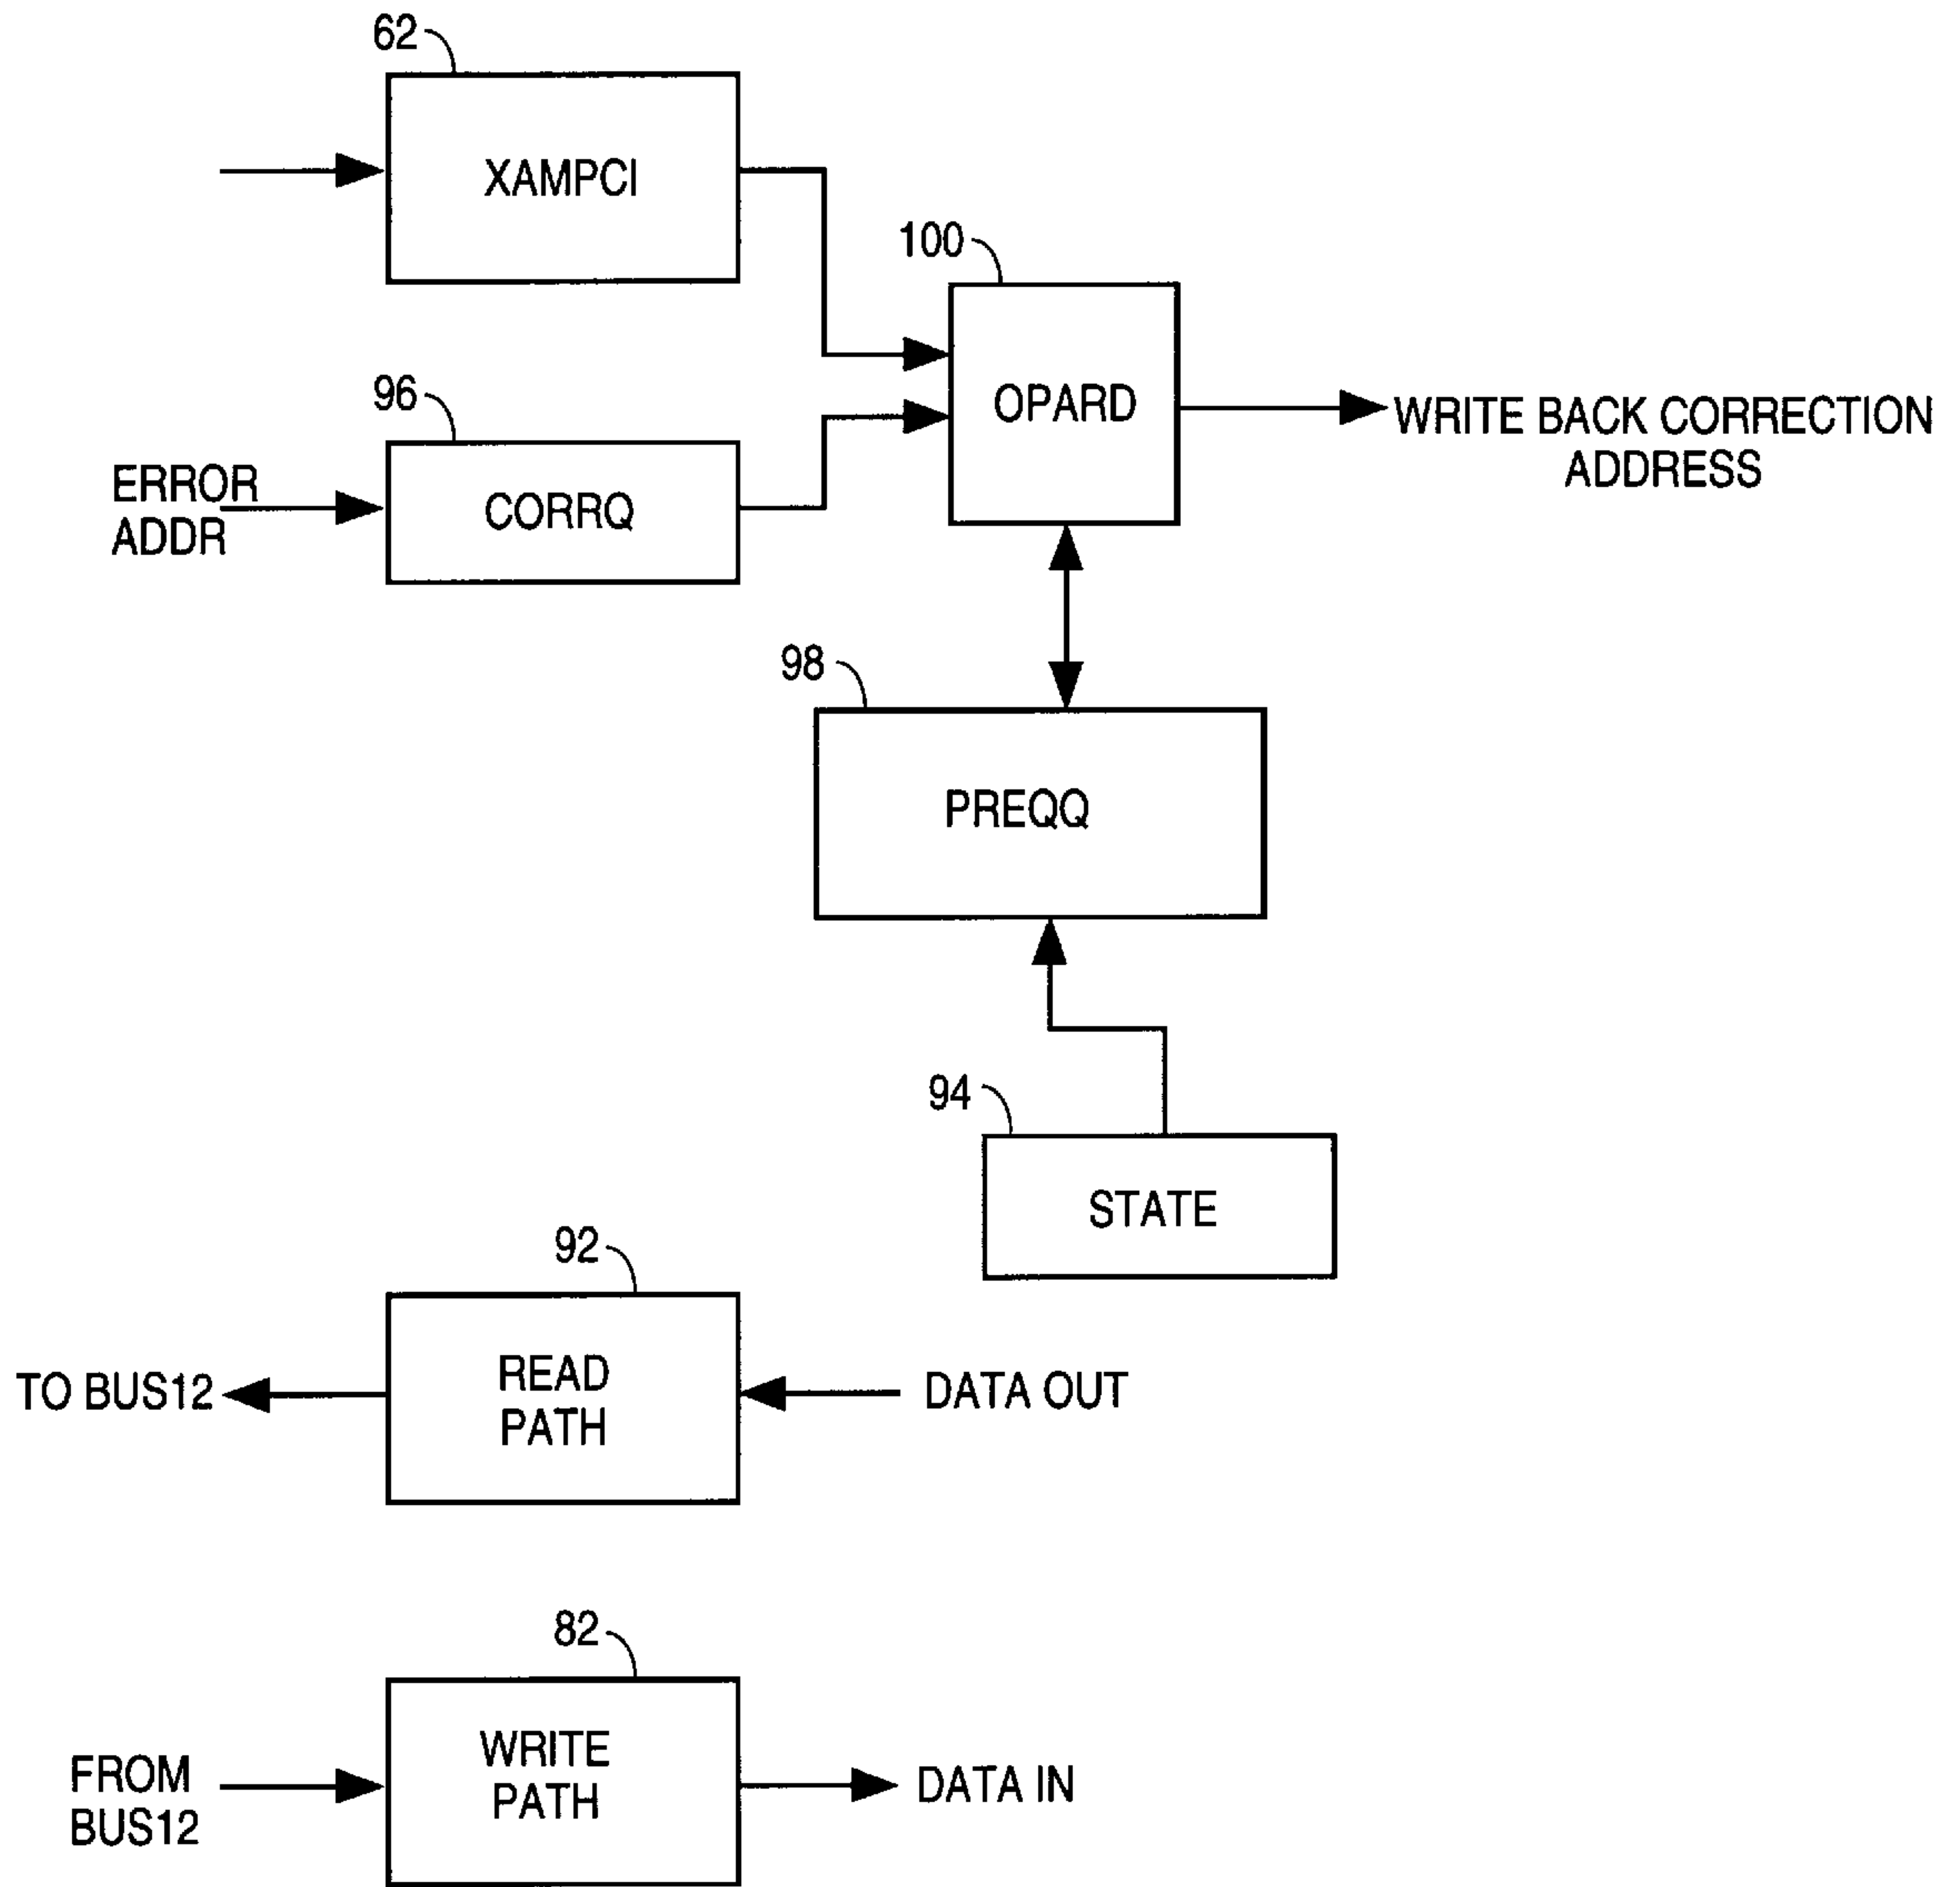 62
XAMPCI
100
OPARD
WRITE BACK CORRECTION
ADDRESS
96
ERROR
ADDR
CORRQ
98
PREQQ
94
STATE
92
READ
PATH
TO BUS12
DATA OUT
82
WRITE
PATH
FROM
BUS12
DATA IN